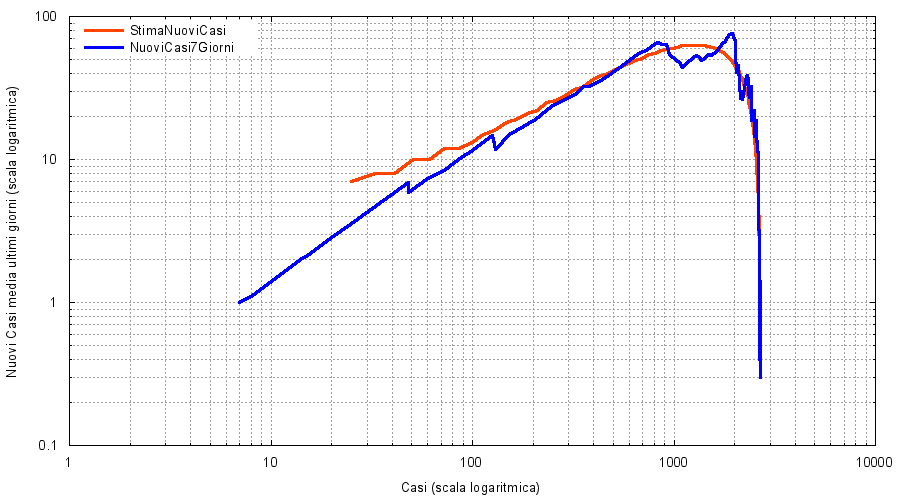 100
StimaNuoviCasi
NuoviCasi7Giorni
10
1
0.1
Nuovi Casi media ultimi giorni (scala logaritmica)
1
10
100
1000
10000
Casi (scala logaritmica)